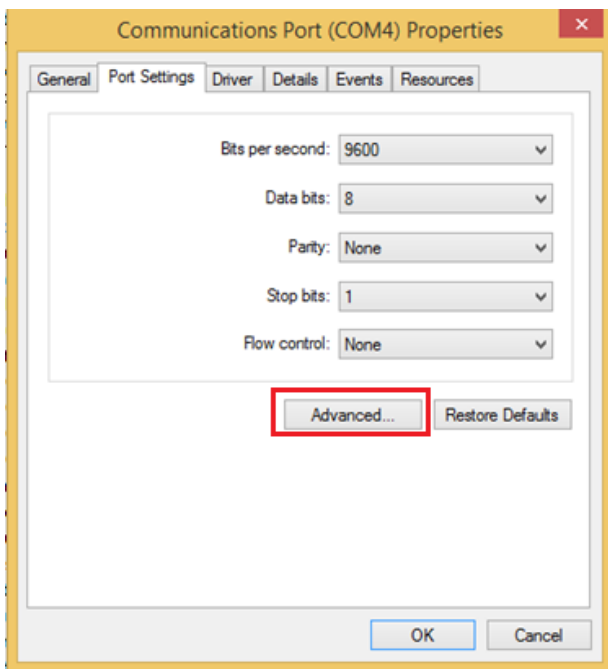 Communications Port (COM4) Properties
General Port Settings Driver Details Events Resources
Bits per second: 9600
Data bits: 8
Parity: None
Stop bits: 1
Flow control: None
Advanced... Restore Defaults
OK Cancel